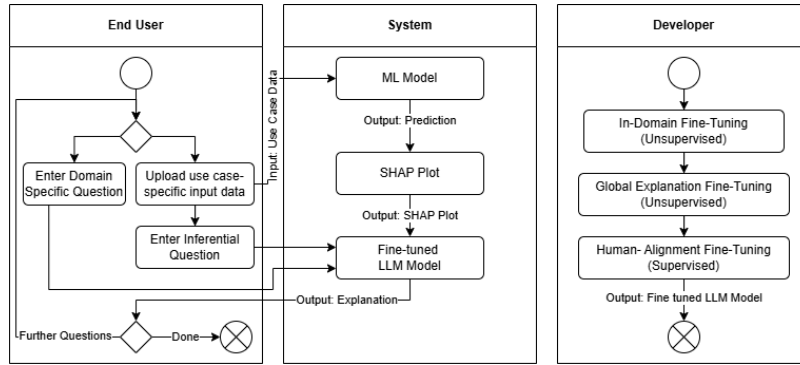 End User
System
Developer
Input: Use Case Data
ML Model
Output: Prediction
SHAP Plot
Output: SHAP Plot
Fine-tuned
LLM Model
Output: Explanation
Enter Domain
Specific Question
Upload use case-
specific input data
Enter Inferential
Question
Further Questions
Done
In-Domain Fine-Tuning
(Unsupervised)
Global Explanation Fine-Tuning
(Unsupervised)
Human- Alignment Fine-Tuning
(Supervised)
Output: Fine tuned LLM Model